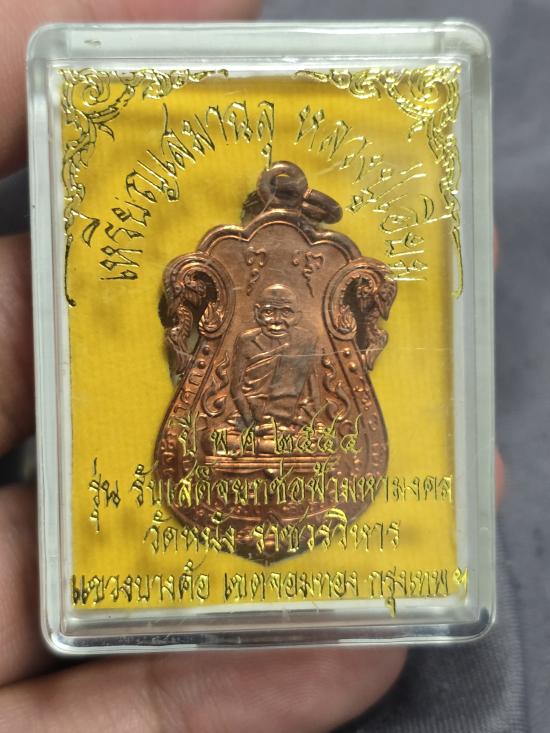 เหรียญเสมาฉลุ หลวงปู่เอี่ยม
ปี พ.ศ ๒๕๕๔
รุ่น รับเสด็จยกช่อฟ้ามหามงคล
วัดหนัง ราชวรวิหาร
แขวงบางค้อ เขตจอมทอง กรุงเทพฯ